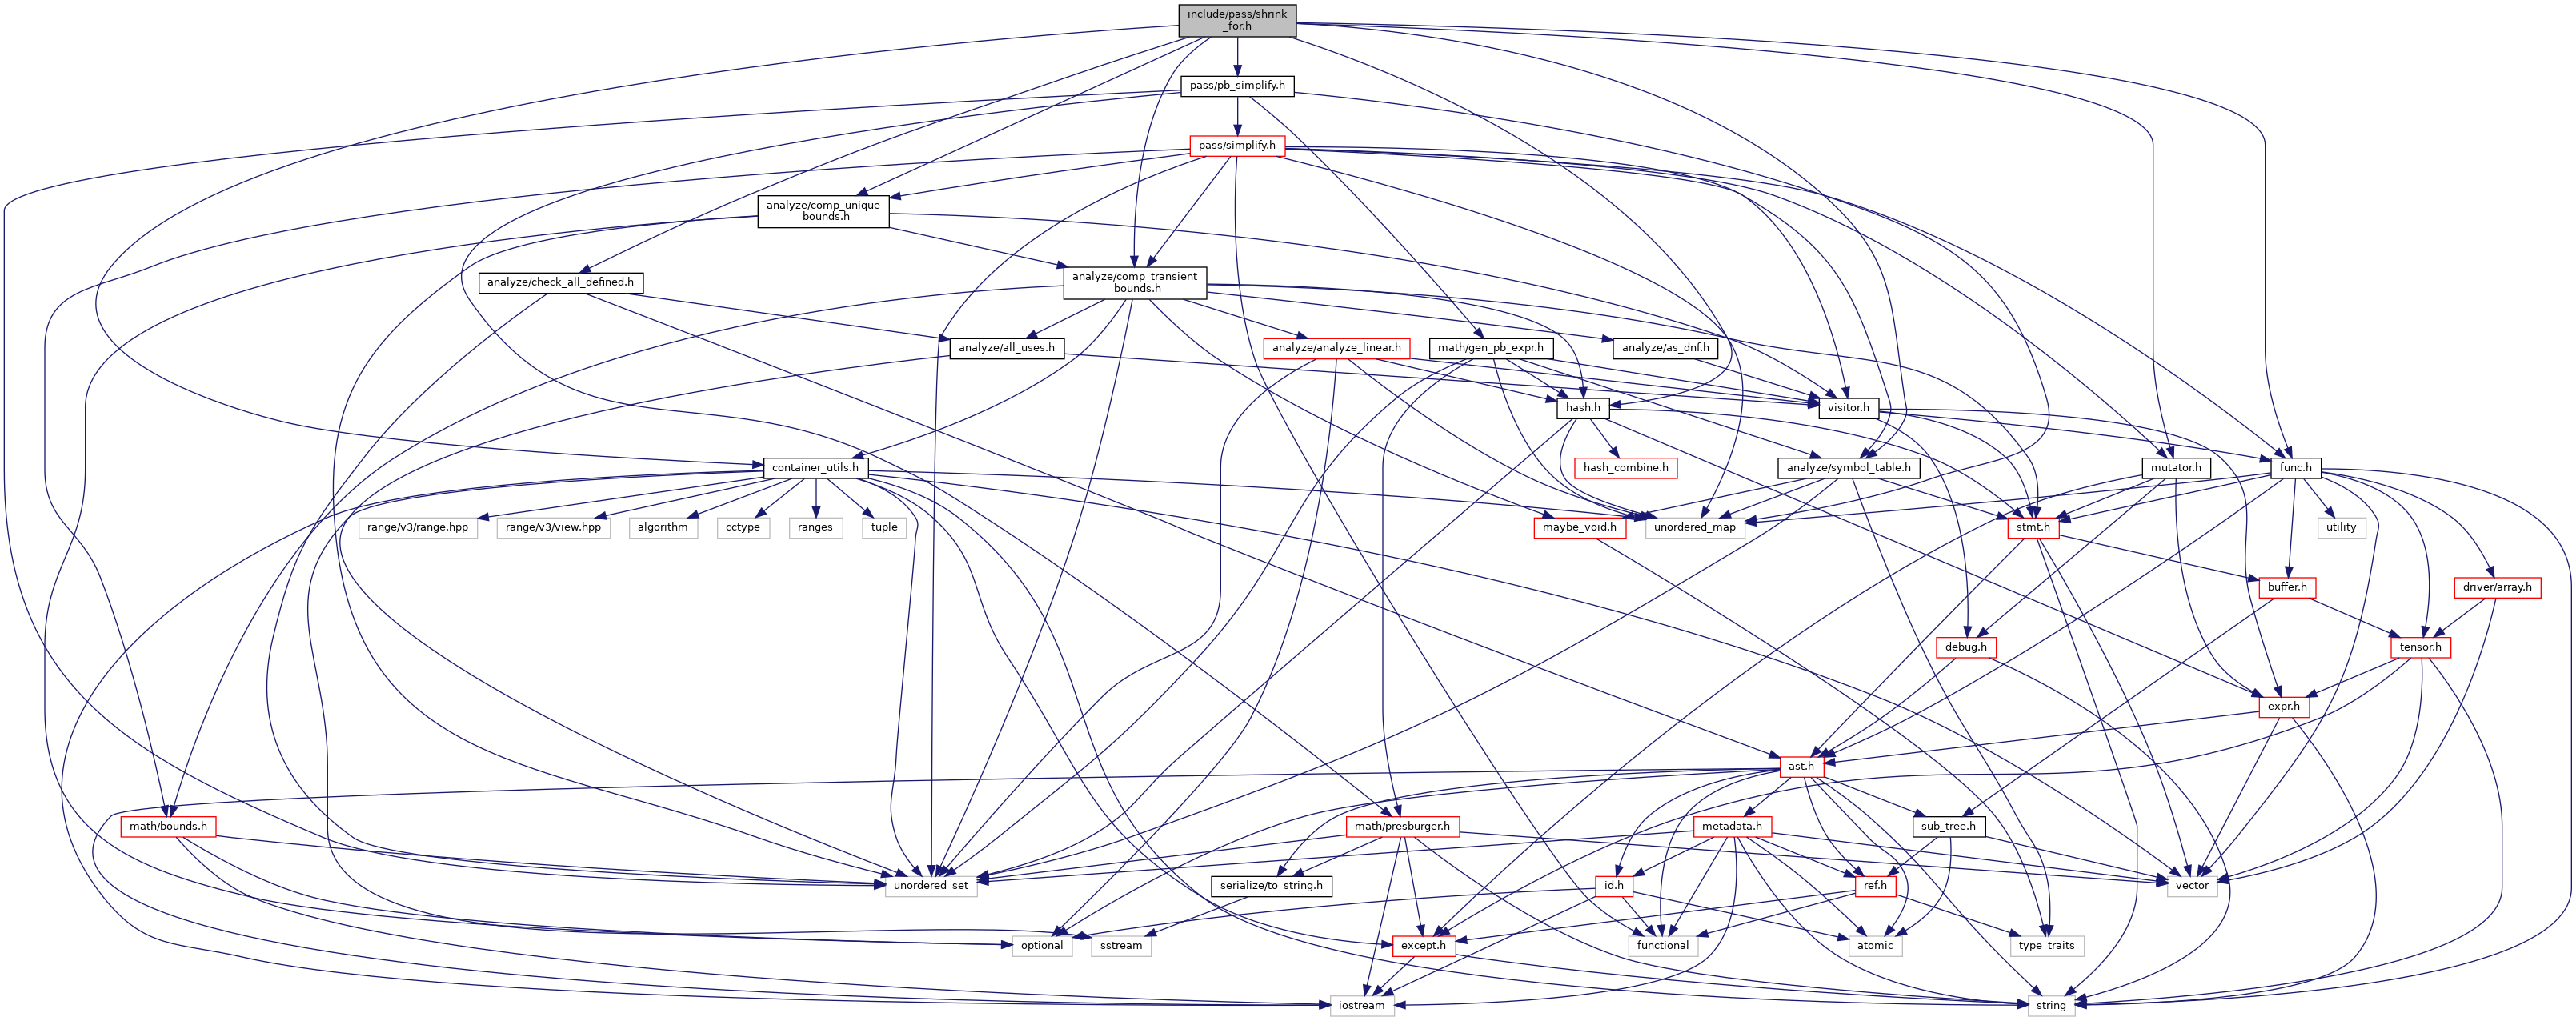 include/pass/shrink
_for.h
pass/pb_simplify.h
pass/simplify.h
analyze/comp_unique
_bounds.h
analyze/check_all_defined.h
analyze/comp_transient
_bounds.h
analyze/all_uses.h
analyze/analyze_linear.h
math/gen_pb_expr.h
analyze/as_dnf.h
hash.h
visitor.h
container_utils.h
hash_combine.h
analyze/symbol_table.h
mutator.h
func.h
range/v3/range.hpp
range/v3/view.hpp
algorithm
cctype
ranges
tuple
maybe_void.h
unordered_map
stmt.h
utility
buffer.h
driver/array.h
debug.h
tensor.h
expr.h
ast.h
math/bounds.h
math/presburger.h
metadata.h
sub_tree.h
unordered_set
serialize/to_string.h
id.h
ref.h
vector
optional
sstream
except.h
functional
atomic
type_traits
iostream
string